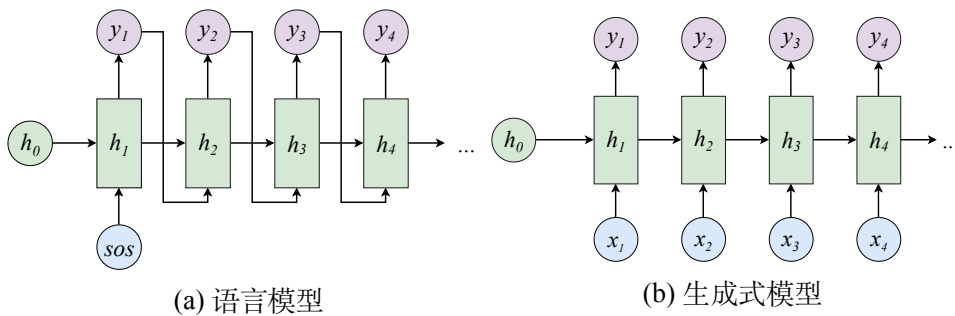 y₁ y₂ y₃ y₄
h₀ h₁ h₂ h₃ h₄ ...
sos
(a) 语言模型
y₁ y₂ y₃ y₄
h₀ h₁ h₂ h₃ h₄ ..
x₁ x₂ x₃ x₄
(b) 生成式模型